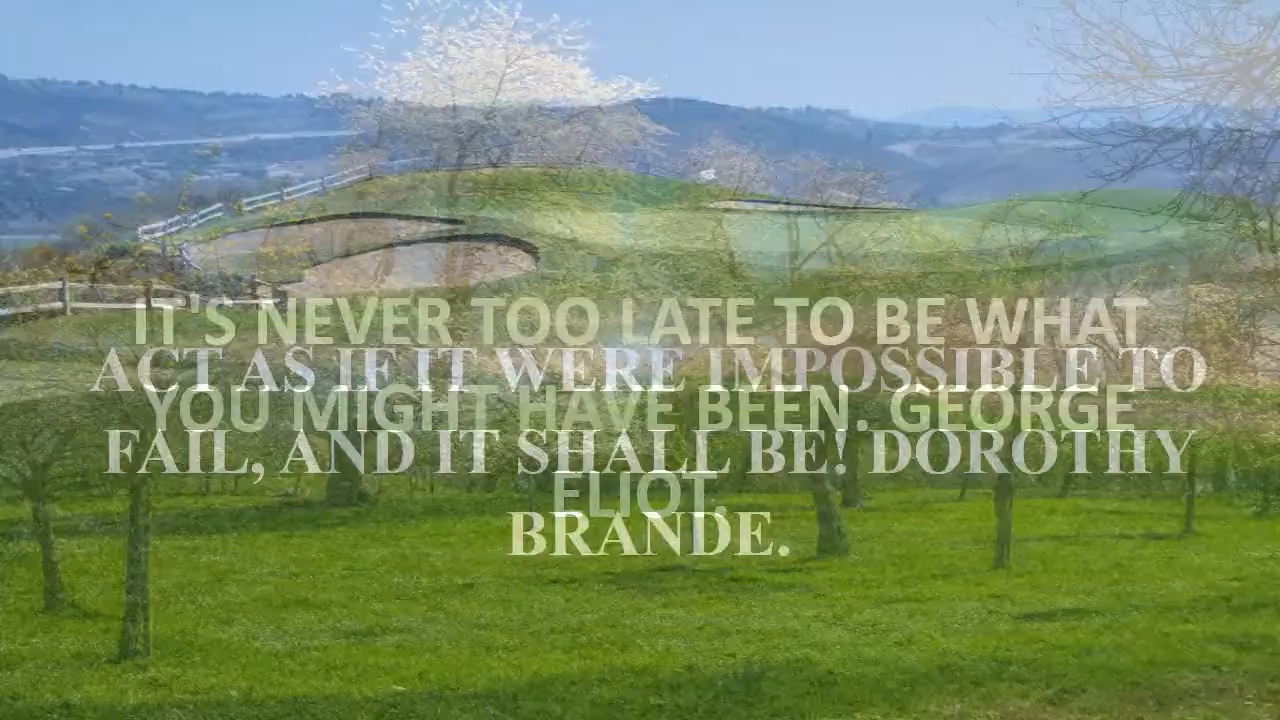 IT'S NEVER TOO LATE TO BE WHAT
ACT AS IF IT WERE IMPOSSIBLE TO
YOU MIGHT HAVE BEEN. GEORGE
FAIL, AND IT SHALL BE! DOROTHY
ELIOT.
BRANDE.